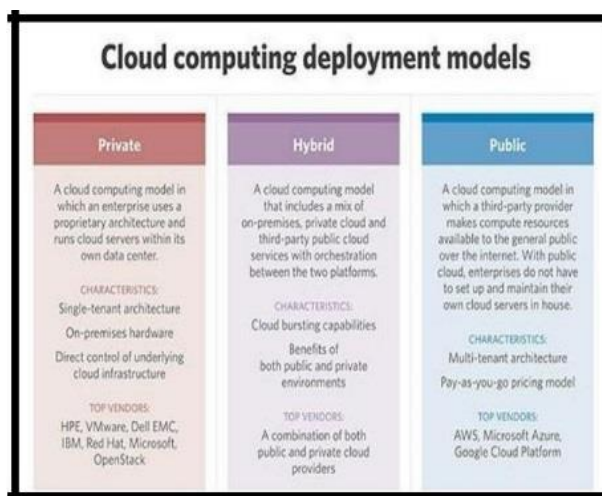 Cloud computing deployment models
Private
A cloud computing model in
which an enterprise uses a
proprietary architecture and
runs cloud servers within its
own data center.
CHARACTERISTICS:
Single-tenant architecture
On-premises hardware
Direct control of underlying
cloud infrastructure
TOP VENDORS:
HPE, VMware, Dell EMC,
IBM, Red Hat, Microsoft,
OpenStack
Hybrid
A cloud computing model
that includes a mix of
on-premises, private cloud and
third-party public cloud
services with orchestration
between the two platforms.
CHARACTERISTICS:
Cloud bursting capabilities
Benefits of
both public and private
environments
TOP VENDORS:
A combination of both
public and private cloud
providers
Public
A cloud computing model in
which a third-party provider
makes compute resources
available to the general public
over the internet. With public
cloud, enterprises do not have
to set up and maintain their
own cloud servers in house.
CHARACTERISTICS:
Multi-tenant architecture
Pay-as-you-go pricing model
TOP VENDORS:
AWS, Microsoft Azure,
Google Cloud Platform